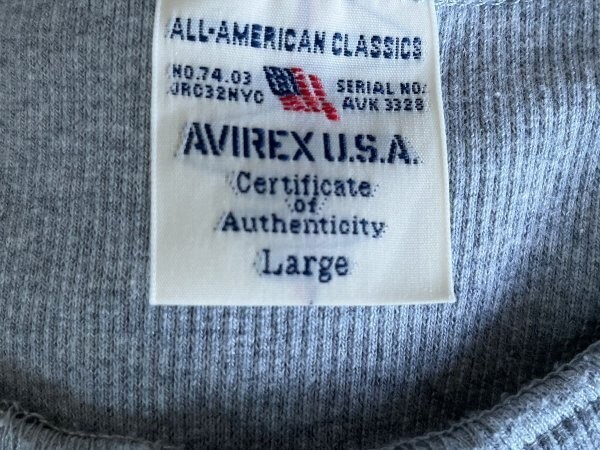 ALL-AMERICAN CLASSICS
NO.74.03
JRC32NYC
SERIAL NO:
AVK 3328
AVIREX U.S.A.
Certificate
of
Authenticity
Large